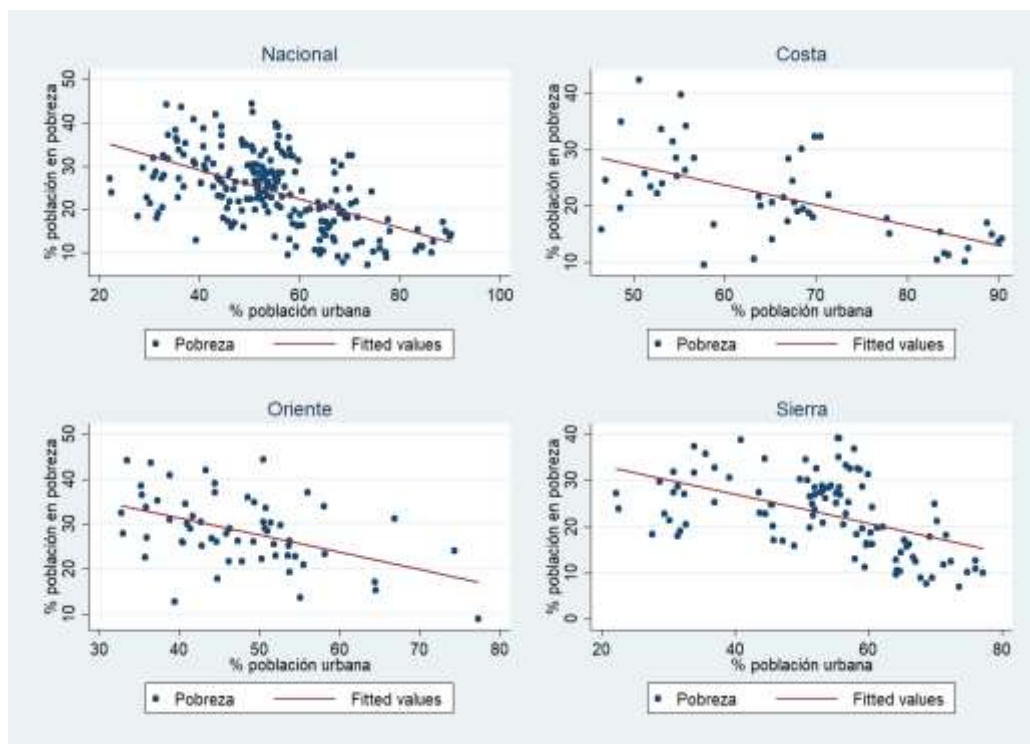 Nacional
% población en pobreza
50
40
30
20
10
20 40 60 80 100
% población urbana
Pobreza Fitted values
Costa
% población en pobreza
40
30
20
10
50 60 70 80 90
% población urbana
Pobreza Fitted values
Oriente
% población en pobreza
50
40
30
20
10
30 40 50 60 70 80
% población urbana
Pobreza Fitted values
Sierra
% población en pobreza
40
30
20
10
0
20 40 60 80
% población urbana
Pobreza Fitted values